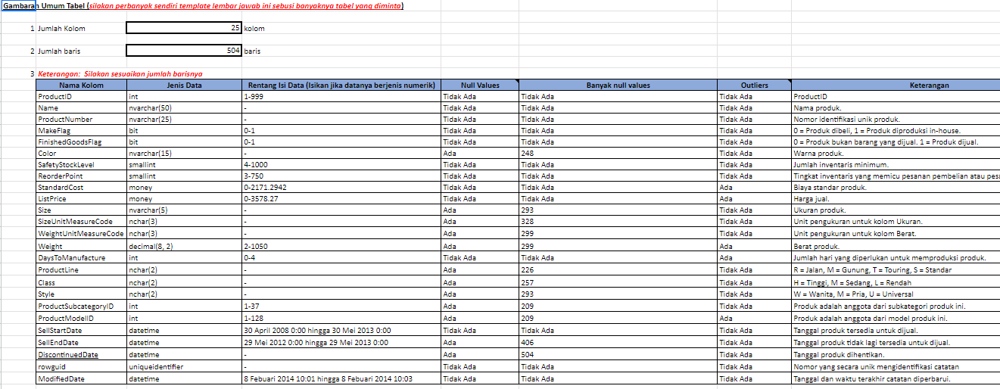 Gambaran Umum Tabel (silakan perbanyak sendiri template lembar jawab ini sebusi banyaknya tabel yang diminta)
1 Jumlah Kolom 25 kolom
2 Jumlah baris 504 baris
3 Keterangan: Silakan sesuaikan jumlah barisnya
Nama Kolom Jenis Data Rentang Isi Data (Isikan jika datanya berjenis numerik) Null Values Banyak null values Outliers Keterangan
ProductID int 1-999 Tidak Ada Tidak Ada Tidak Ada ProductID
Name nvarchar(50) - Tidak Ada Tidak Ada Tidak Ada Nama produk.
ProductNumber nvarchar(25) - Tidak Ada Tidak Ada Tidak Ada Nomor identifikasi unik produk.
MakeFlag bit 0-1 Tidak Ada Tidak Ada Tidak Ada 0 = Produk dibeli, 1 = Produk diproduksi in-house.
FinishedGoodsFlag bit 0-1 Tidak Ada Tidak Ada Tidak Ada 0 = Produk bukan barang yang dijual. 1 = Produk dijual.
Color nvarchar(15) - Ada 248 Tidak Ada Warna produk.
SafetyStockLevel smallint 4-1000 Tidak Ada Tidak Ada Tidak Ada Jumlah inventaris minimum.
ReorderPoint smallint 3-750 Tidak Ada Tidak Ada Tidak Ada Tingkat inventaris yang memicu pesanan pembelian atau pesa
StandardCost money 0-2171.2942 Tidak Ada Tidak Ada Ada Biaya standar produk.
ListPrice money 0-3578.27 Tidak Ada Tidak Ada Ada Harga jual.
Size nvarchar(5) - Ada 293 Tidak Ada Ukuran produk.
SizeUnitMeasureCode nchar(3) - Ada 328 Tidak Ada Unit pengukuran untuk kolom Ukuran.
WeightUnitMeasureCode nchar(3) - Ada 299 Tidak Ada Unit pengukuran untuk kolom Berat.
Weight decimal(8, 2) 2-1050 Ada 299 Ada Berat produk.
DaysToManufacture int 0-4 Tidak Ada Tidak Ada Ada Jumlah hari yang diperlukan untuk memproduksi produk.
ProductLine nchar(2) - Ada 226 Tidak Ada R = Jalan, M = Gunung, T = Touring, S = Standar
Class nchar(2) - Ada 257 Tidak Ada H = Tinggi, M = Sedang, L = Rendah
Style nchar(2) - Ada 293 Tidak Ada W = Wanita, M = Pria, U = Universal
ProductSubcategoryID int 1-37 Ada 209 Tidak Ada Produk adalah anggota dari subkategori produk ini.
ProductModelID int 1-128 Ada 209 Ada Produk adalah anggota dari model produk ini.
SellStartDate datetime 30 April 2008 0:00 hingga 30 Mei 2013 0:00 Tidak Ada Tidak Ada Tidak Ada Tanggal produk tersedia untuk dijual.
SellEndDate datetime 29 Mei 2012 0:00 hingga 29 Mei 2013 0:00 Ada 406 Tidak Ada Tanggal produk tidak lagi tersedia untuk dijual.
DiscontinuedDate datetime - Ada 504 Tidak Ada Tanggal produk dihentikan.
rowguid uniqueidentifier - Tidak Ada Tidak Ada Tidak Ada Nomor yang secara unik mengidentifikasi catatan
ModifiedDate datetime 8 Febuari 2014 10:01 hingga 8 Febuari 2014 10:03 Tidak Ada Tidak Ada Tidak Ada Tanggal dan waktu terakhir catatan diperbarui.